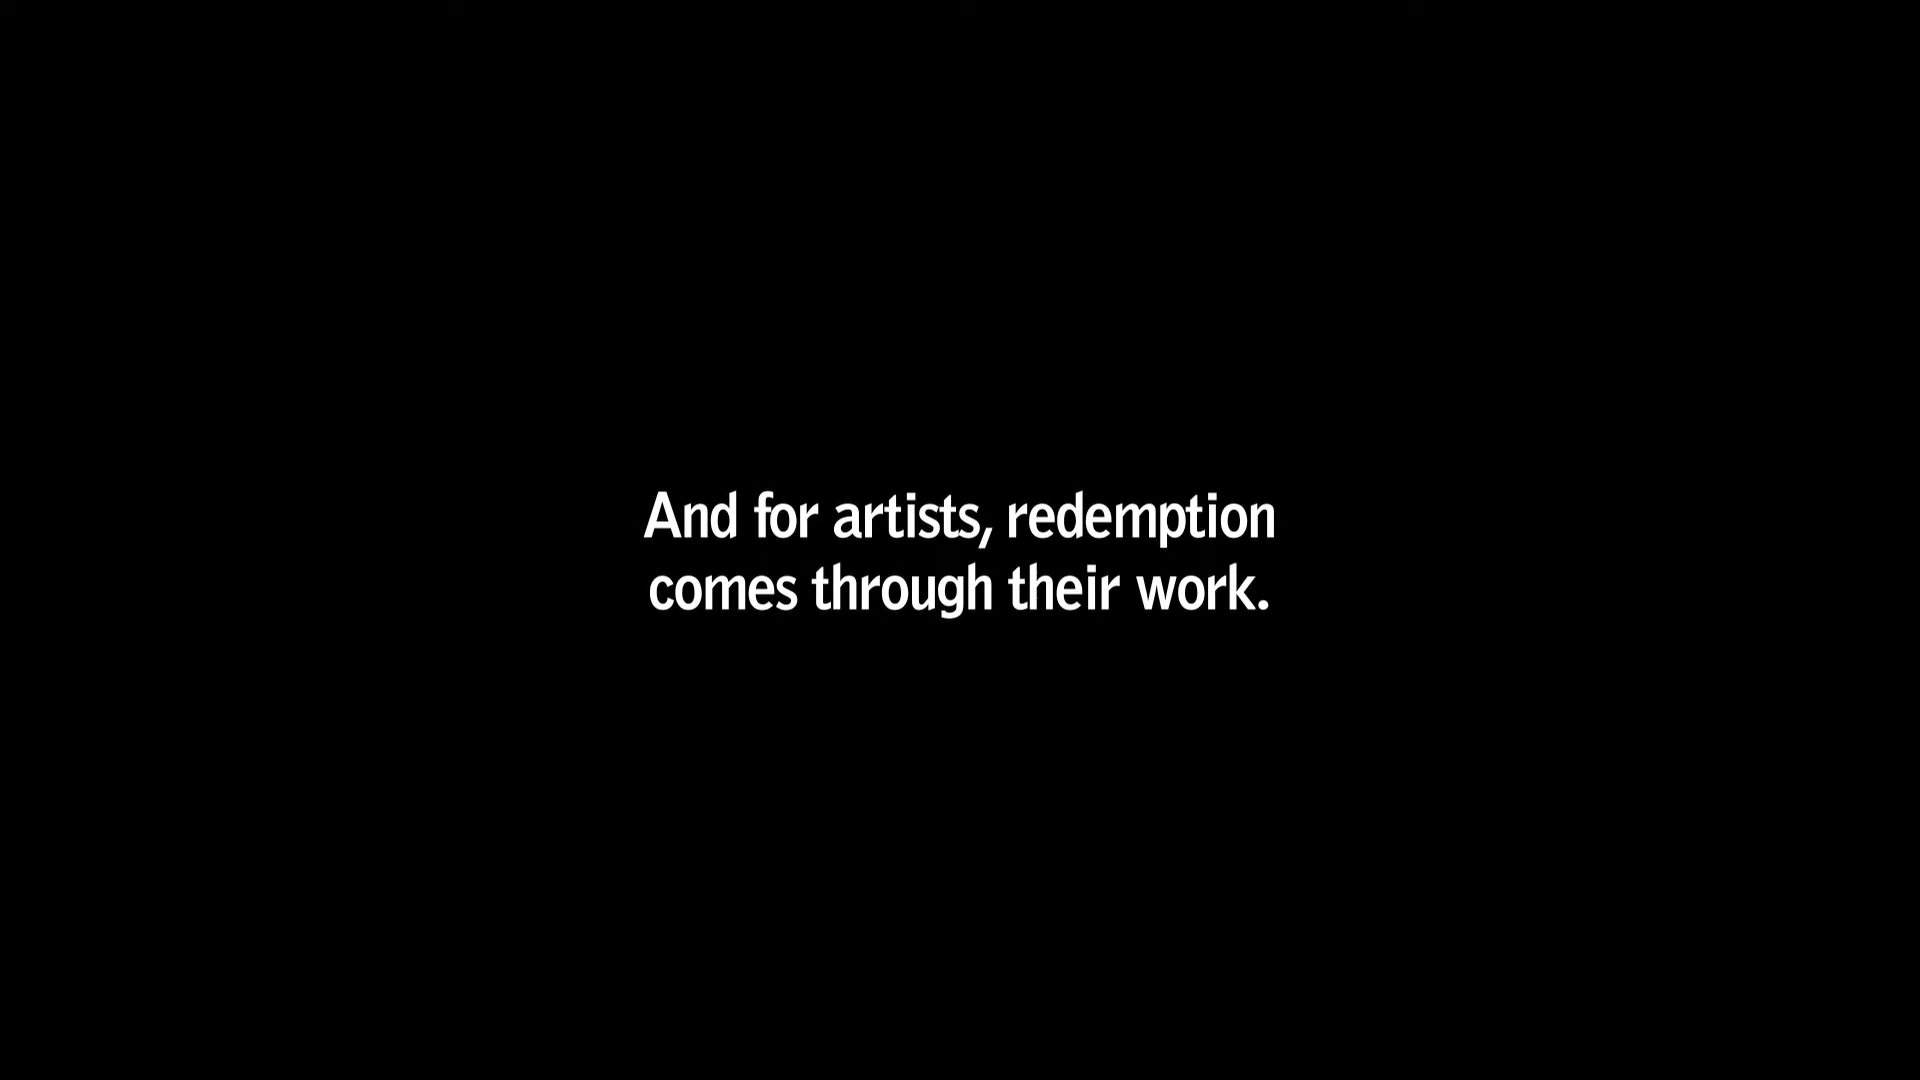 And for artists, redemption
comes through their work.